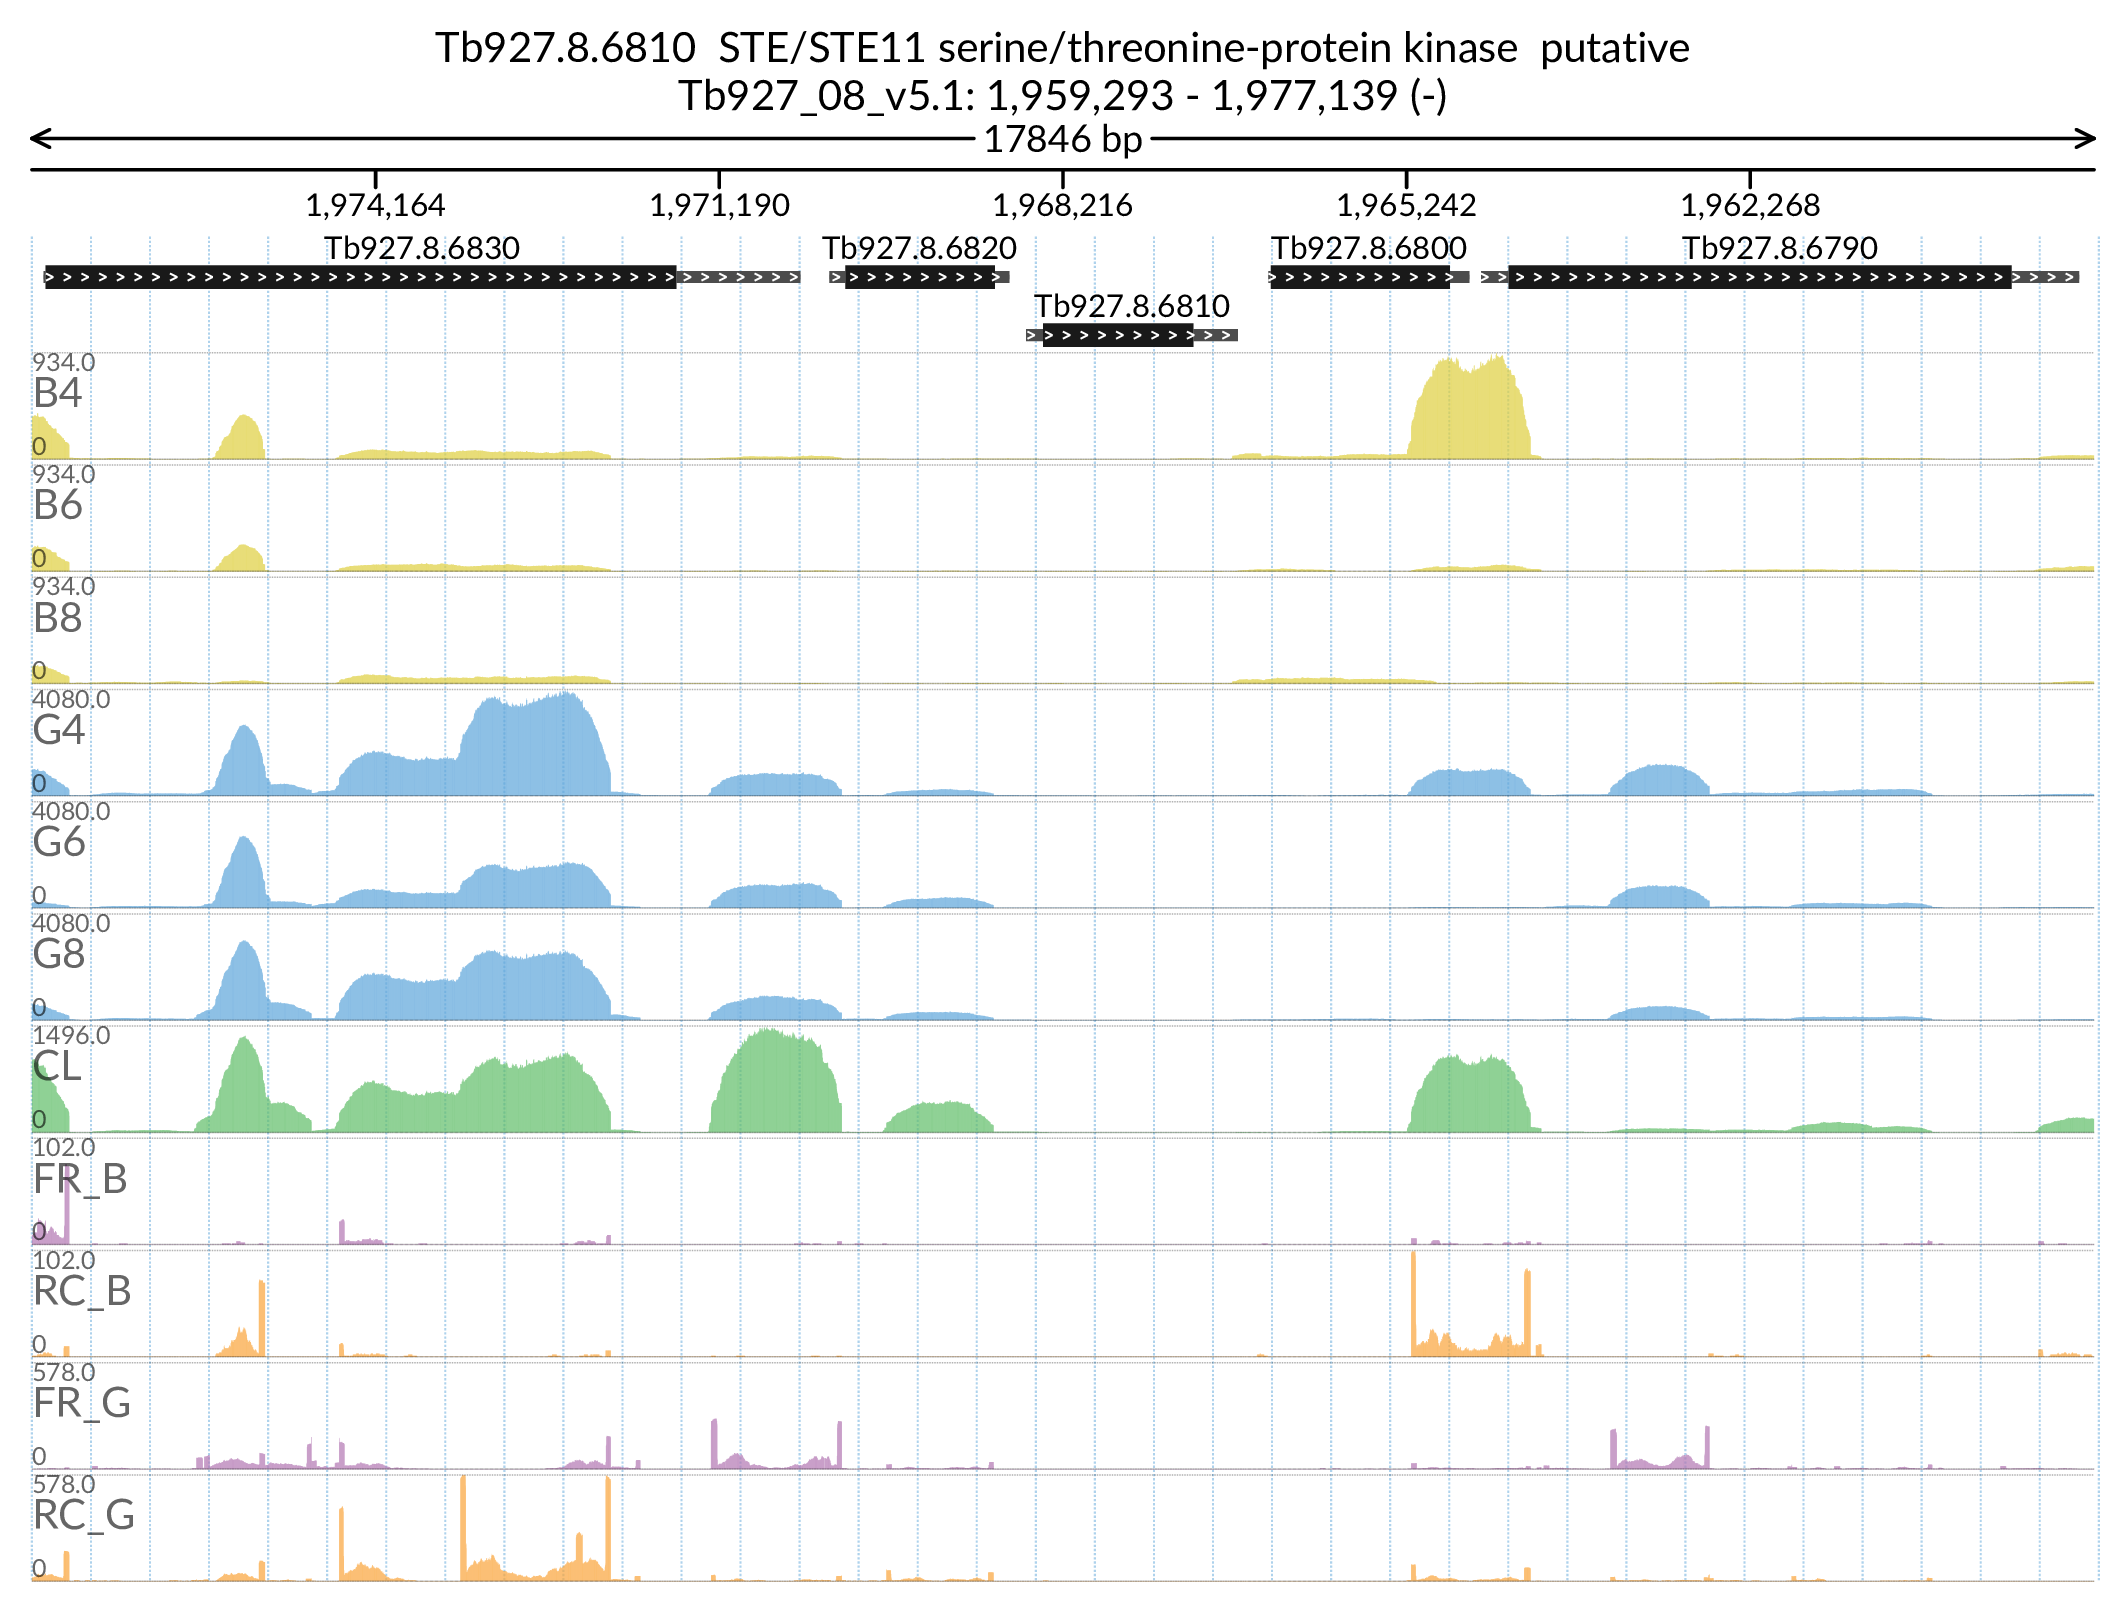 Tb927.8.6810  STE/STE11 serine/threonine-protein kinase  putative
Tb927_08_v5.1: 1,959,293 - 1,977,139 (-)
17846 bp
1,974,164 1,971,190 1,968,216 1,965,242 1,962,268
Tb927.8.6830 Tb927.8.6820 Tb927.8.6800 Tb927.8.6790
Tb927.8.6810
934.0
B4
0
934.0
B6
0
934.0
B8
0
4080.0
G4
0
4080.0
G6
0
4080.0
G8
0
1496.0
CL
0
102.0
FR_B
0
102.0
RC_B
0
578.0
FR_G
0
578.0
RC_G
0